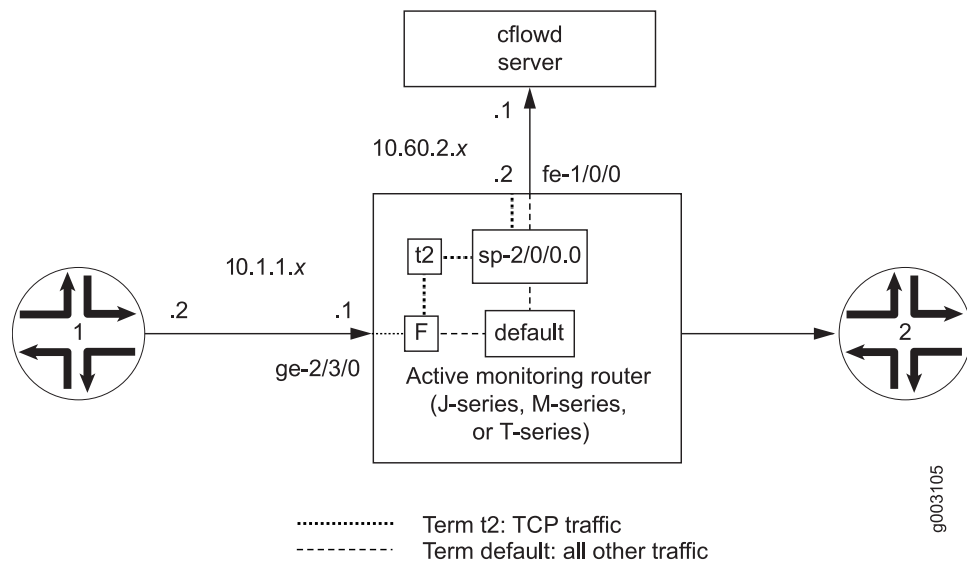 cflowd
server
.1
10.60.2.x
.2
fe-1/0/0
t2
sp-2/0/0.0
10.1.1.x
1
.2
.1
F
default
2
ge-2/3/0
Active monitoring router
(J-series, M-series,
or T-series)
g003105
Term t2: TCP traffic
Term default: all other traffic